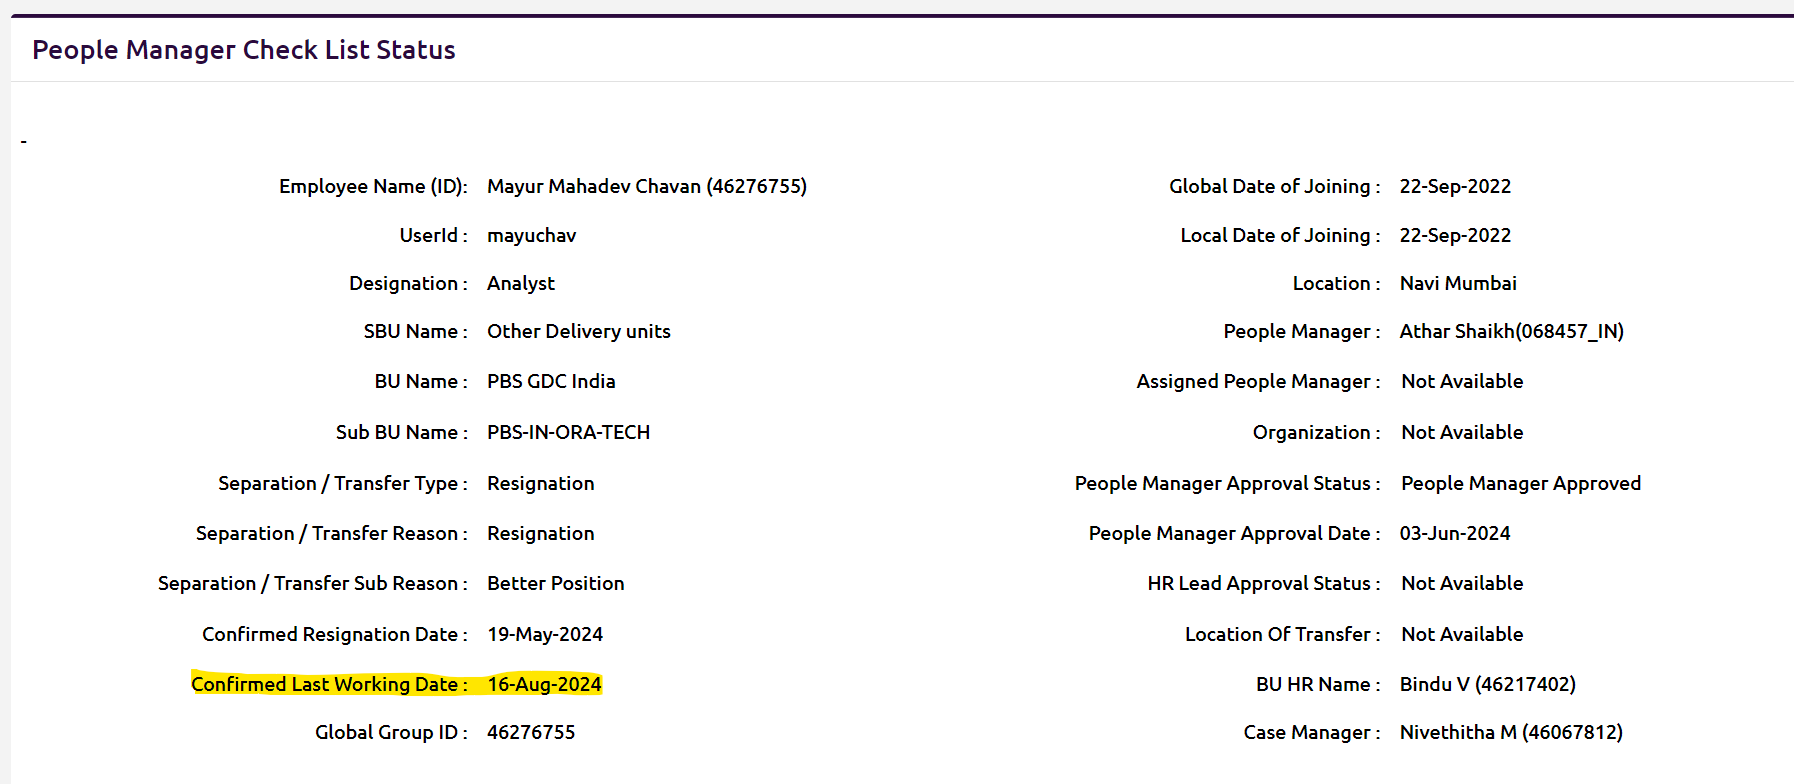 People Manager Check List Status
-
Employee Name (ID): Mayur Mahadev Chavan (46276755) Global Date of Joining : 22-Sep-2022
UserId : mayuchav Local Date of Joining : 22-Sep-2022
Designation : Analyst Location : Navi Mumbai
SBU Name : Other Delivery units People Manager : Athar Shaikh(068457_IN)
BU Name : PBS GDC India Assigned People Manager : Not Available
Sub BU Name : PBS-IN-ORA-TECH Organization : Not Available
Separation / Transfer Type : Resignation People Manager Approval Status : People Manager Approved
Separation / Transfer Reason : Resignation People Manager Approval Date : 03-Jun-2024
Separation / Transfer Sub Reason : Better Position HR Lead Approval Status : Not Available
Confirmed Resignation Date : 19-May-2024 Location Of Transfer : Not Available
Confirmed Last Working Date : 16-Aug-2024 BU HR Name : Bindu V (46217402)
Global Group ID : 46276755 Case Manager : Nivethitha M (46067812)